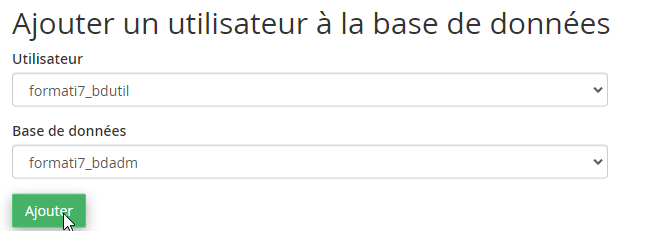 Ajouter un utilisateur à la base de données
Utilisateur
formati7_bdutil
Base de données
formati7_bdadm
Ajouter